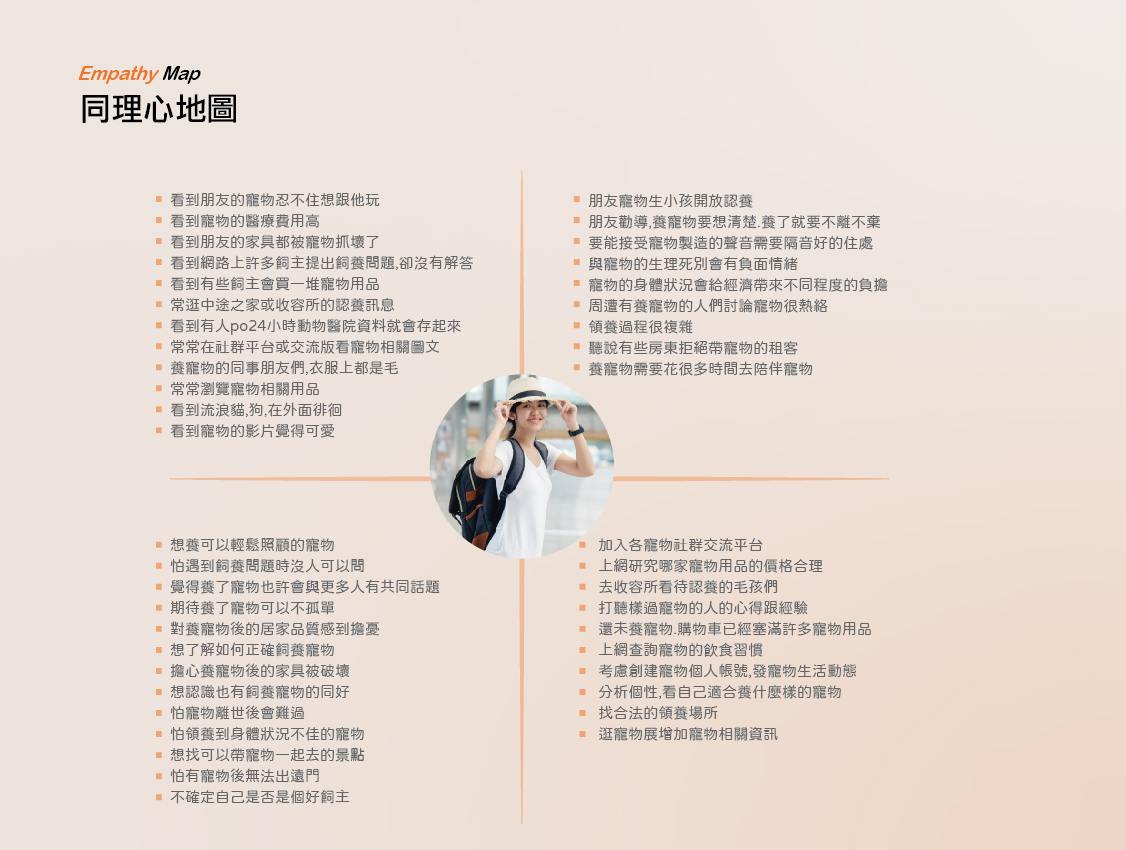 Empathy Map
同理心地圖
看到朋友的寵物忍不住想跟他玩
看到寵物的醫療費用高
看到朋友的家具都被寵物抓壞了
看到網路上許多飼主提出飼養問題,卻沒有解答
看到有些飼主會買一堆寵物用品
常逛中途之家或收容所的認養訊息
看到有人po24小時動物醫院資料就會存起來
常常在社群平台或交流版看寵物相關圖文
養寵物的同事朋友們,衣服上都是毛
常常瀏覽寵物相關用品
看到流浪貓,狗,在外面徘徊
看到寵物的影片覺得可愛
朋友寵物生小孩開放認養
朋友勸導,養寵物要想清楚.養了就要不離不棄
要能接受寵物製造的聲音需要隔音好的住處
與寵物的生理死別會有負面情緒
寵物的身體狀況會給經濟帶來不同程度的負擔
周遭有養寵物的人們討論寵物很熱絡
領養過程很複雜
聽說有些房東拒絕帶寵物的租客
養寵物需要花很多時間去陪伴寵物
想養可以輕鬆照顧的寵物
怕遇到飼養問題時沒人可以問
覺得養了寵物也許會與更多人有共同話題
期待養了寵物可以不孤單
對養寵物後的居家品質感到擔憂
想了解如何正確飼養寵物
擔心養寵物後的家具被破壞
想認識也有飼養寵物的同好
怕寵物離世後會難過
怕領養到身體狀況不佳的寵物
想找可以帶寵物一起去的景點
怕有寵物後無法出遠門
不確定自己是否是個好飼主
加入各寵物社群交流平台
上網研究哪家寵物用品的價格合理
去收容所看待認養的毛孩們
打聽樣過寵物的人的心得跟經驗
還未養寵物.購物車已經塞滿許多寵物用品
上網查詢寵物的飲食習慣
考慮創建寵物個人帳號,發寵物生活動態
分析個性,看自己適合養什麼樣的寵物
找合法的領養場所
逛寵物展增加寵物相關資訊